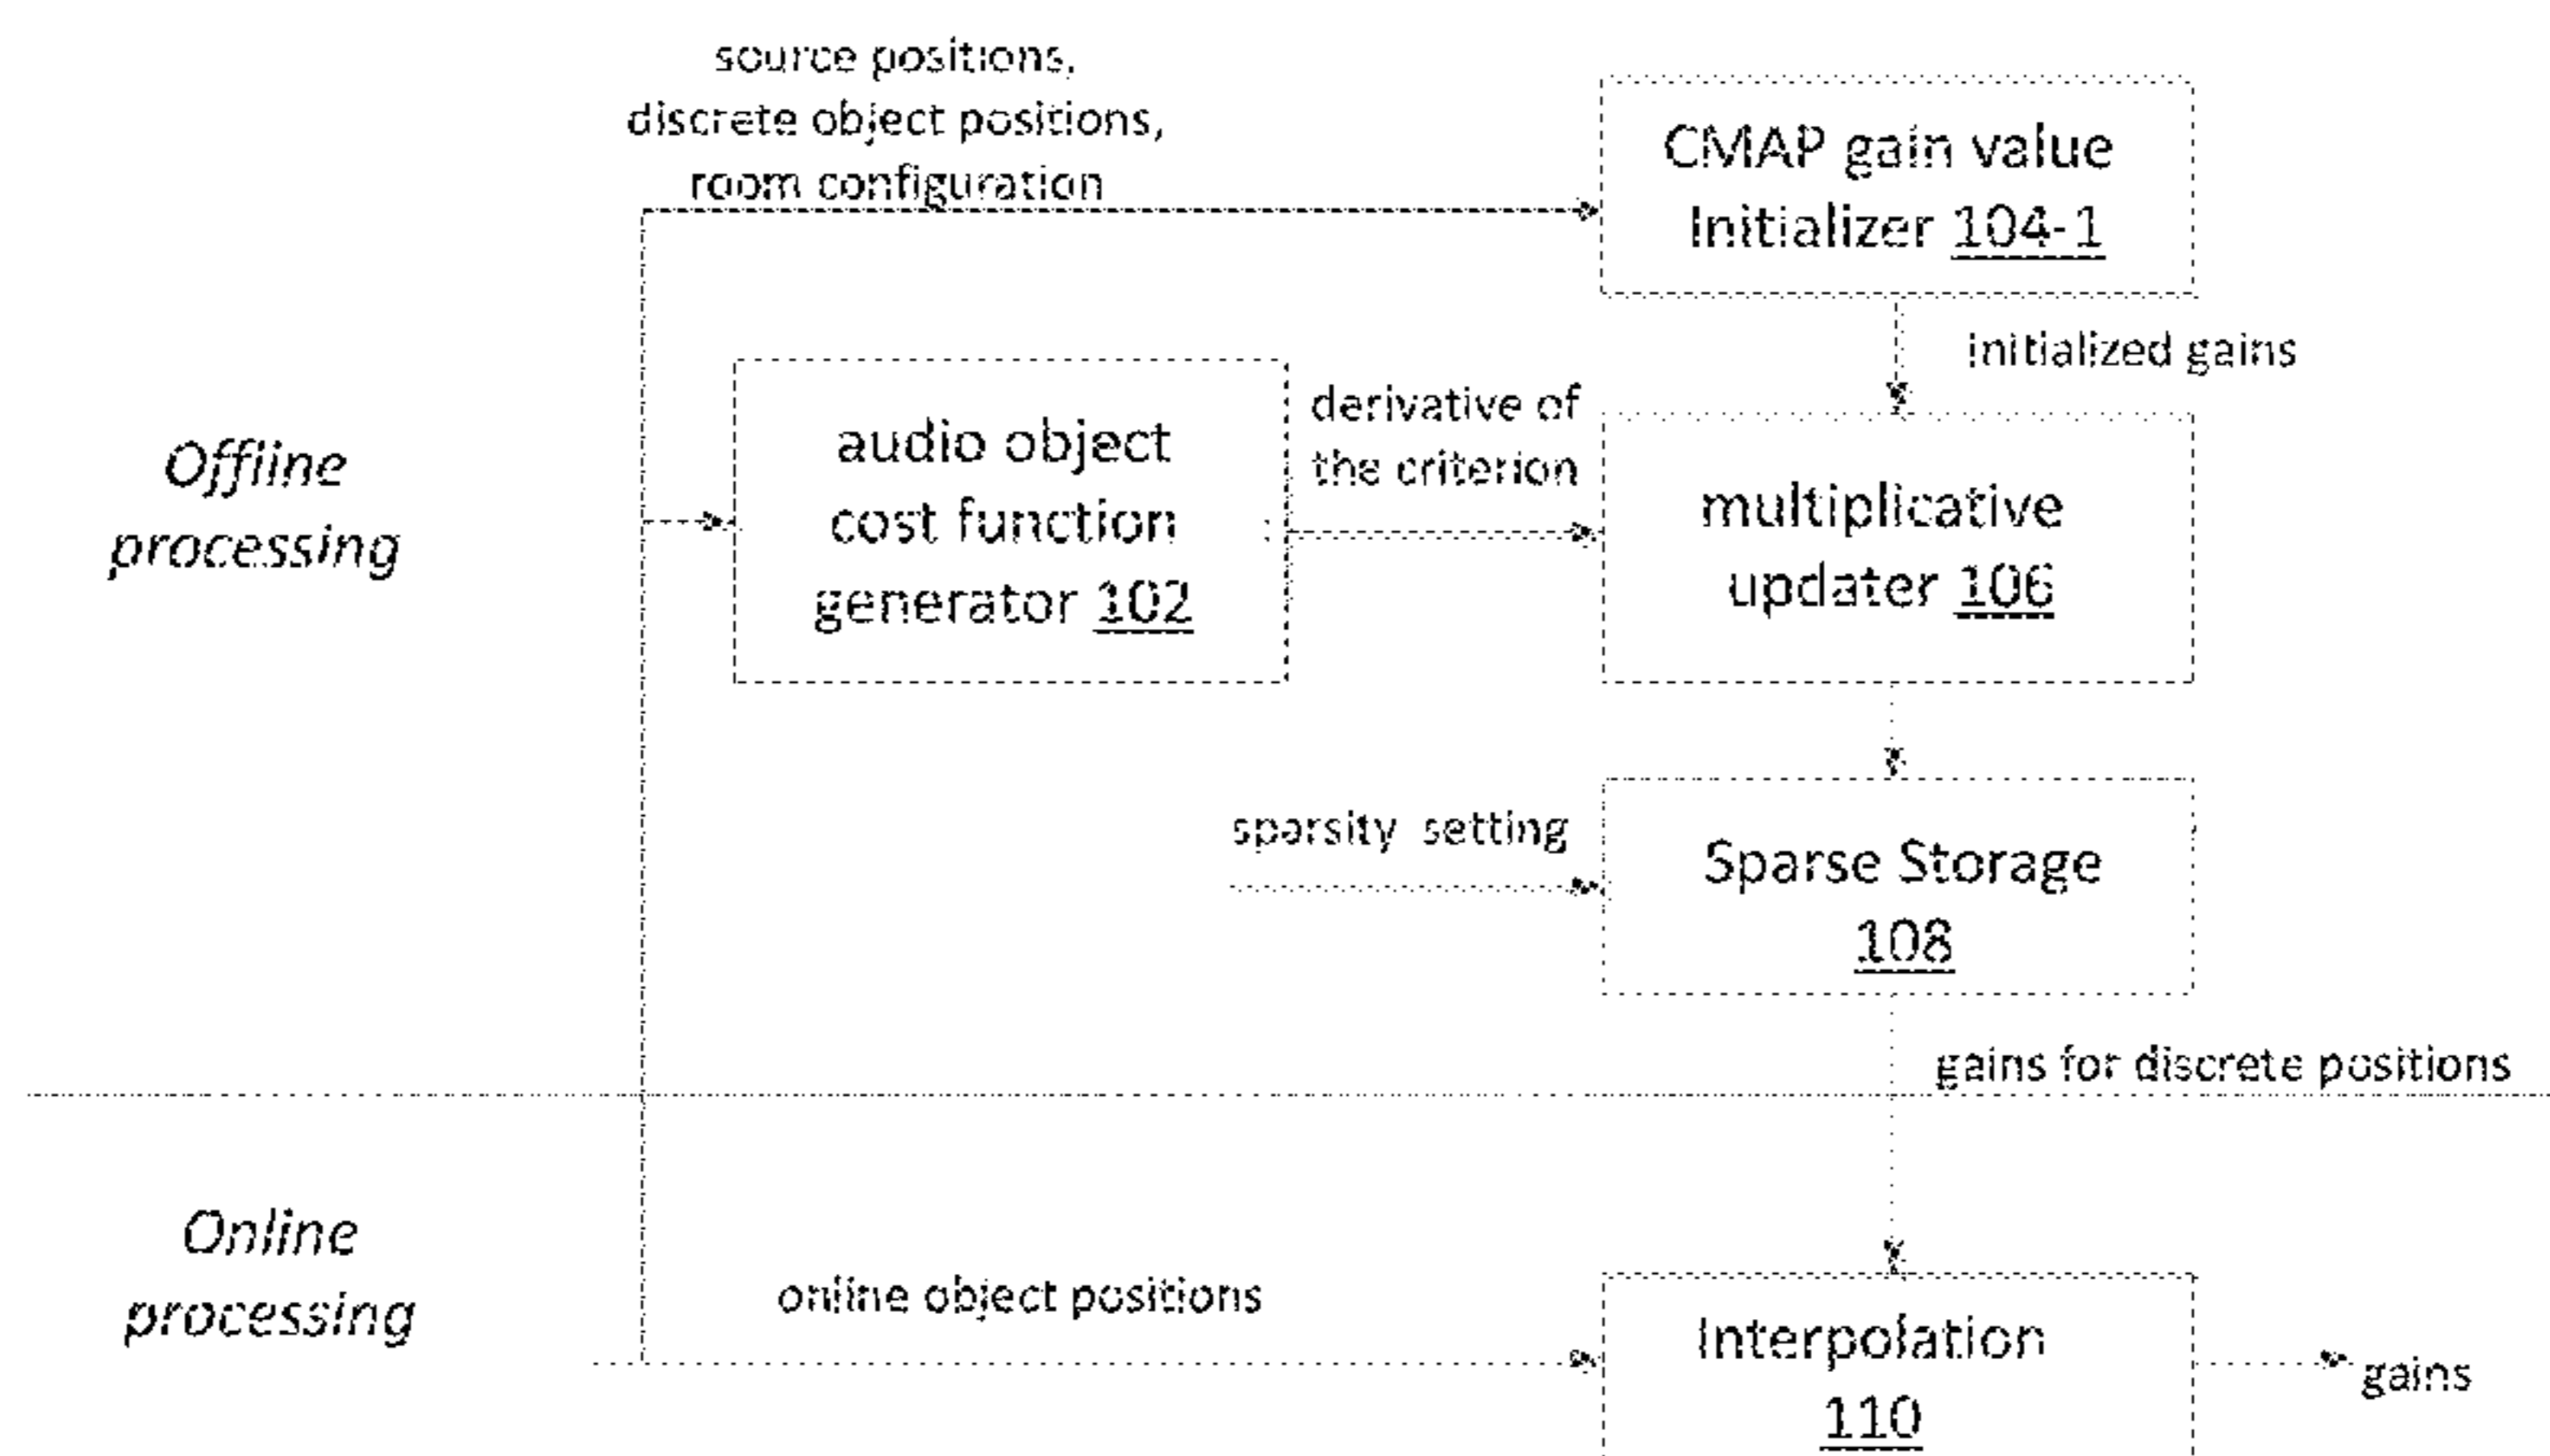 source positions,
discrete object positions,
room configuration
CMAP gain value
Initializer 104-1
initialized gains
Offline
processing
audio object
cost function
generator 102
derivative of
the criterion
multiplicative
updater 106
sparsity setting
Sparse Storage
108
gains for discrete positions
Online
processing
online object positions
Interpolation
110
gains